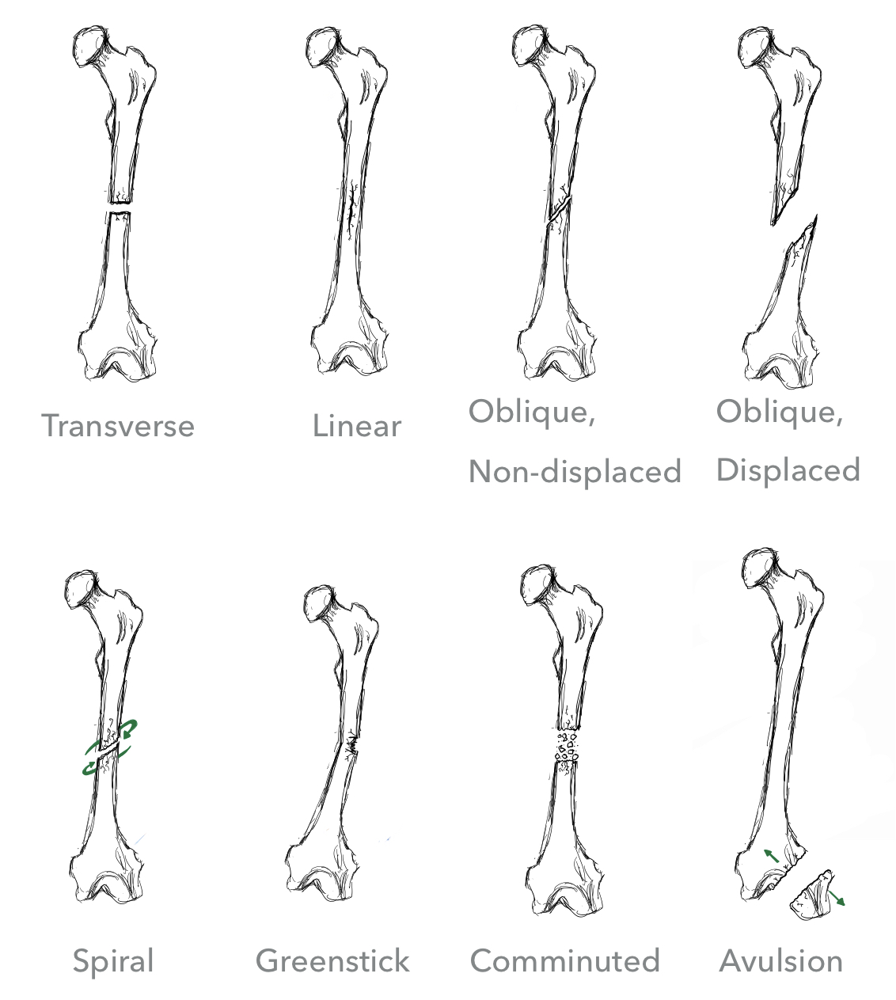 Transverse
Linear
Oblique,
Non-displaced
Oblique,
Displaced
Spiral
Greenstick
Comminuted
Avulsion